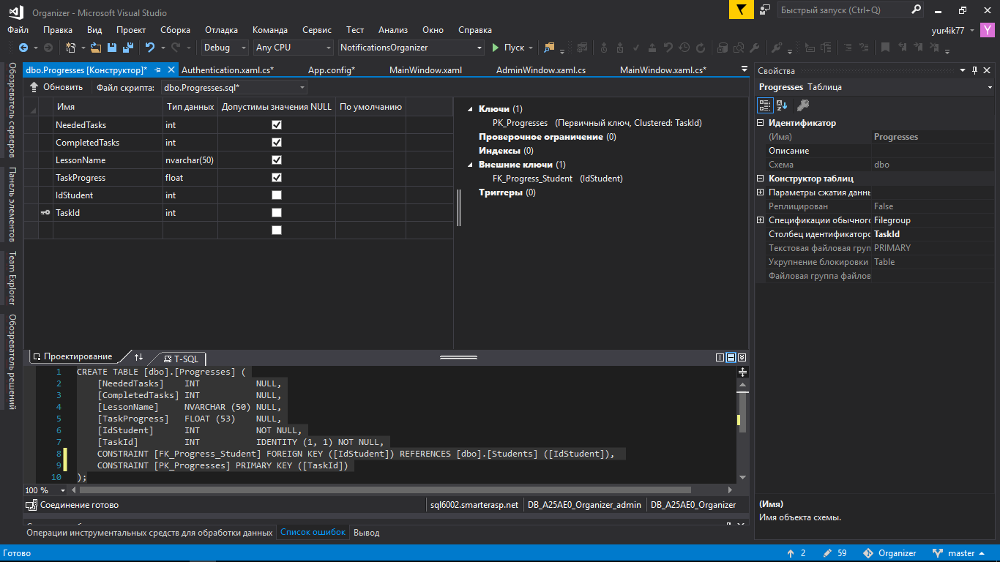 Organizer - Microsoft Visual Studio
Быстрый запуск (Ctrl+Q)
Файл Правка Вид Проект Сборка Отладка Команда Сервис Тест Анализ Окно Справка
yur4ik77 Y
Debug Any CPU NotificationsOrganizer Пуск
dbo.Progresses [Конструктор]* Authentication.xaml.cs* App.config* MainWindow.xaml AdminWindow.xaml.cs MainWindow.xaml.cs*
Обновить Файл скрипта: dbo.Progresses.sql*
Имя Тип данных Допустимы значения NULL По умолчанию
NeededTasks int
CompletedTasks int
LessonName nvarchar(50)
TaskProgress float
IdStudent int
TaskId int
Ключи (1)
PK_Progresses (Первичный ключ, Clustered: TaskId)
Проверочное ограничение (0)
Индексы (0)
Внешние ключи (1)
FK_Progress_Student (IdStudent)
Триггеры (0)
Обозреватель серверов
Панель элементов
Team Explorer
Обозреватель решений
Проектирование T-SQL
1 CREATE TABLE [dbo].[Progresses] (
2 [NeededTasks] INT NULL,
3 [CompletedTasks] INT NULL,
4 [LessonName] NVARCHAR (50) NULL,
5 [TaskProgress] FLOAT (53) NULL,
6 [IdStudent] INT NOT NULL,
7 [TaskId] INT IDENTITY (1, 1) NOT NULL,
8 CONSTRAINT [FK_Progress_Student] FOREIGN KEY ([IdStudent]) REFERENCES [dbo].[Students] ([IdStudent]),
9 CONSTRAINT [PK_Progresses] PRIMARY KEY ([TaskId])
10 );
100 %
Соединение готово sql6002.smarterasp.net DB_A25AE0_Organizer_admin DB_A25AE0_Organizer
Операции инструментальных средств для обработки данных Список ошибок Вывод
Свойства
Progresses Таблица
Идентификатор
(Имя) Progresses
Описание
Схема dbo
Конструктор таблиц
Параметры сжатия данны
Реплицирован False
Спецификации обычного Filegroup
Столбец идентификаторо TaskId
Текстовая файловая груп PRIMARY
Укрупнение блокировки Table
Файловая группа файлов
(Имя)
Имя объекта схемы.
Готово 2 59 Organizer master